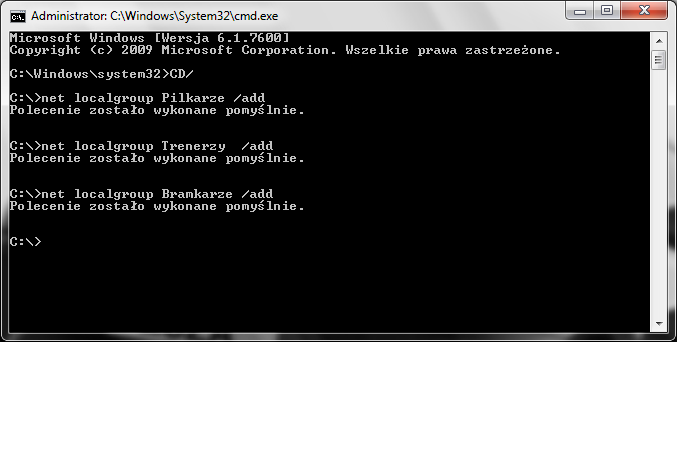 Administrator: C:\Windows\System32\cmd.exe
Microsoft Windows [Wersja 6.1.7600]
Copyright (c) 2009 Microsoft Corporation. Wszelkie prawa zastrzeżone.
C:\Windows\system32>CD/
C:\>net localgroup Pilkarze /add
Polecenie zostało wykonane pomyślnie.
C:\>net localgroup Trenerzy  /add
Polecenie zostało wykonane pomyślnie.
C:\>net localgroup Bramkarze /add
Polecenie zostało wykonane pomyślnie.
C:\>